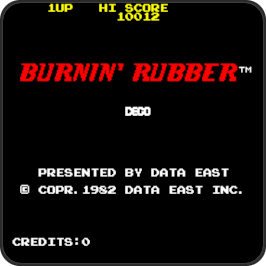 1UP HI SCORE
10012
BURNIN' RUBBER™
DECO
PRESENTED BY DATA EAST
© COPR.1982 DATA EAST INC.
CREDITS:0